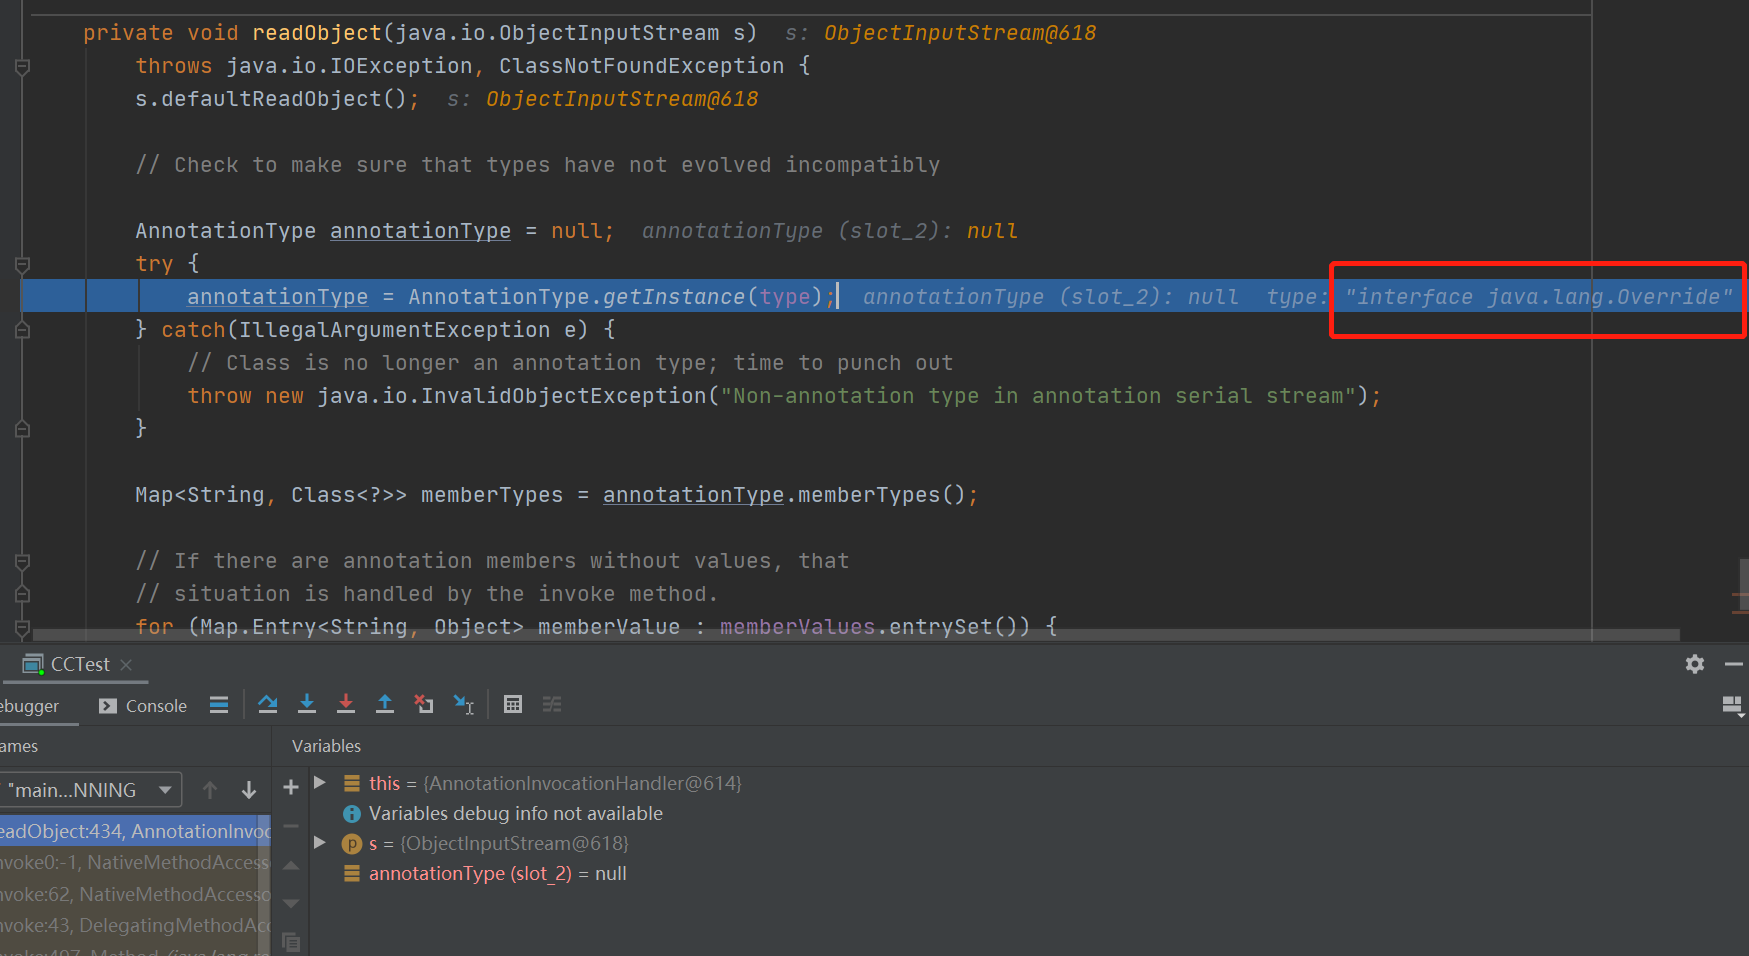 private void readObject(java.io.ObjectInputStream s)  s: ObjectInputStream@618
throws java.io.IOException, ClassNotFoundException {
s.defaultReadObject();  s: ObjectInputStream@618
// Check to make sure that types have not evolved incompatibly
AnnotationType annotationType = null;  annotationType (slot_2): null
try {
annotationType = AnnotationType.getInstance(type);  annotationType (slot_2): null  type: "interface java.lang.Override"
} catch(IllegalArgumentException e) {
// Class is no longer an annotation type; time to punch out
throw new java.io.InvalidObjectException("Non-annotation type in annotation serial stream");
}
Map<String, Class<?>> memberTypes = annotationType.memberTypes();
// If there are annotation members without values, that
// situation is handled by the invoke method.
for (Map.Entry<String, Object> memberValue : memberValues.entrySet()) {
CCTest
ebugger
Console
ames
Variables
"main...NNING
this = {AnnotationInvocationHandler@614}
Variables debug info not available
s = {ObjectInputStream@618}
annotationType (slot_2) = null
eadObject:434, AnnotationInvoc
nvoke0:-1, NativeMethodAccess
nvoke:62, NativeMethodAccesso
nvoke:43, DelegatingMethodAcc